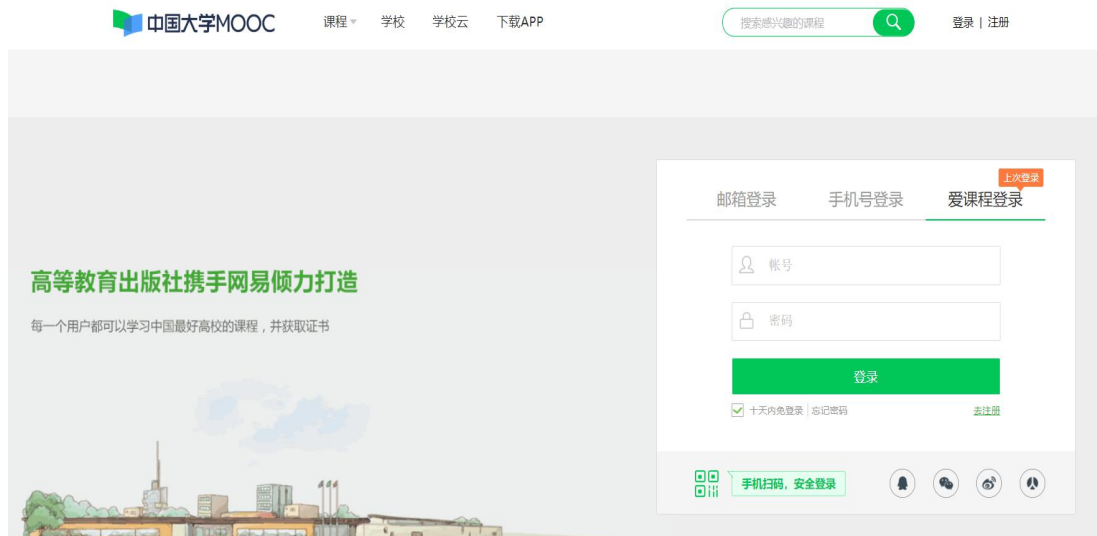 中国大学MOOC 课程 学校 学校云 下载APP 搜索感兴趣的课程 登录 | 注册
上次登录
邮箱登录 手机号登录 爱课程登录
帐号
高等教育出版社携手网易倾力打造
每一个用户都可以学习中国最好高校的课程，并获取证书
密码
登录
十天内免登录 | 忘记密码 去注册
手机扫码，安全登录